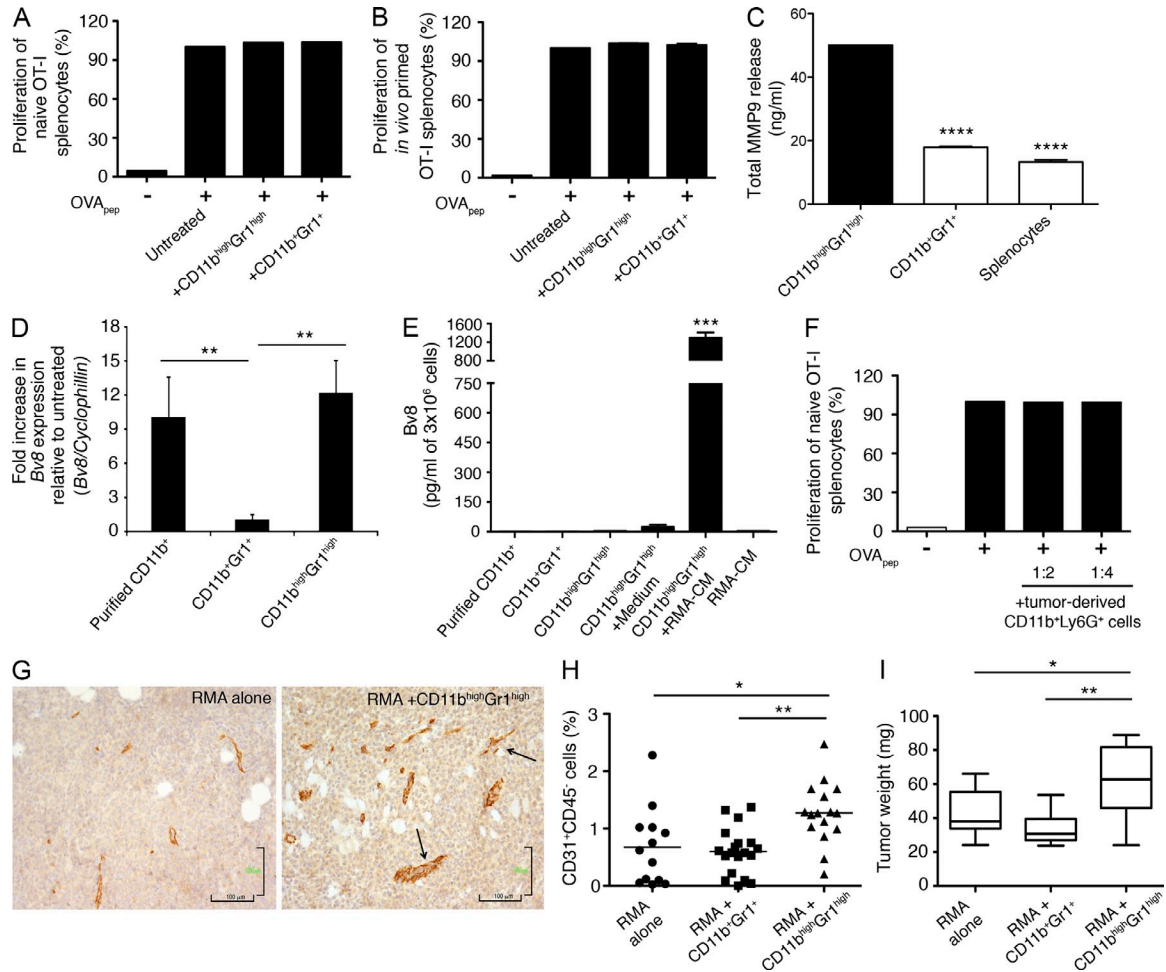 A
Proliferation of
naive OT-I
splenocytes (%)
120
90
60
30
0
OVApep
- + + +
Untreated
+CD11bhighGr1high
+CD11b+Gr1+
B
Proliferation of
in vivo primed
OT-I splenocytes (%)
120
90
60
30
0
OVApep
- + + +
Untreated
+CD11bhighGr1high
+CD11b+Gr1+
C
Total MMP9 release
(ng/ml)
60
40
20
0
****
****
CD11bhighGr1high
CD11b+Gr1+
Splenocytes
D
Fold increase in
Bv8 expression
relative to untreated
(Bv8/Cyclophillin)
18
15
12
9
6
3
0
**
**
Purified CD11b+
CD11b+Gr1+
CD11bhighGr1high
E
Bv8
(pg/ml of 3x106 cells)
1600
1200
750
600
450
300
150
0
***
Purified CD11b+
CD11b+Gr1+
CD11bhighGr1high
CD11bhighGr1high
+Medium
CD11bhighGr1high
+RMA-CM
RMA-CM
F
Proliferation of naive OT-I
splenocytes (%)
120
90
60
30
0
OVApep
- + + +
1:2 1:4
+tumor-derived
CD11b+Ly6G+ cells
G
RMA alone
100 µm
RMA +CD11bhighGr1high
100 µm
H
CD31+CD45- cells (%)
3
2
1
0
*
**
RMA
alone
RMA +
CD11b+Gr1+
RMA +
CD11bhighGr1high
I
Tumor weight (mg)
100
80
60
40
20
0
*
**
RMA
alone
RMA +
CD11b+Gr1+
RMA +
CD11bhighGr1high